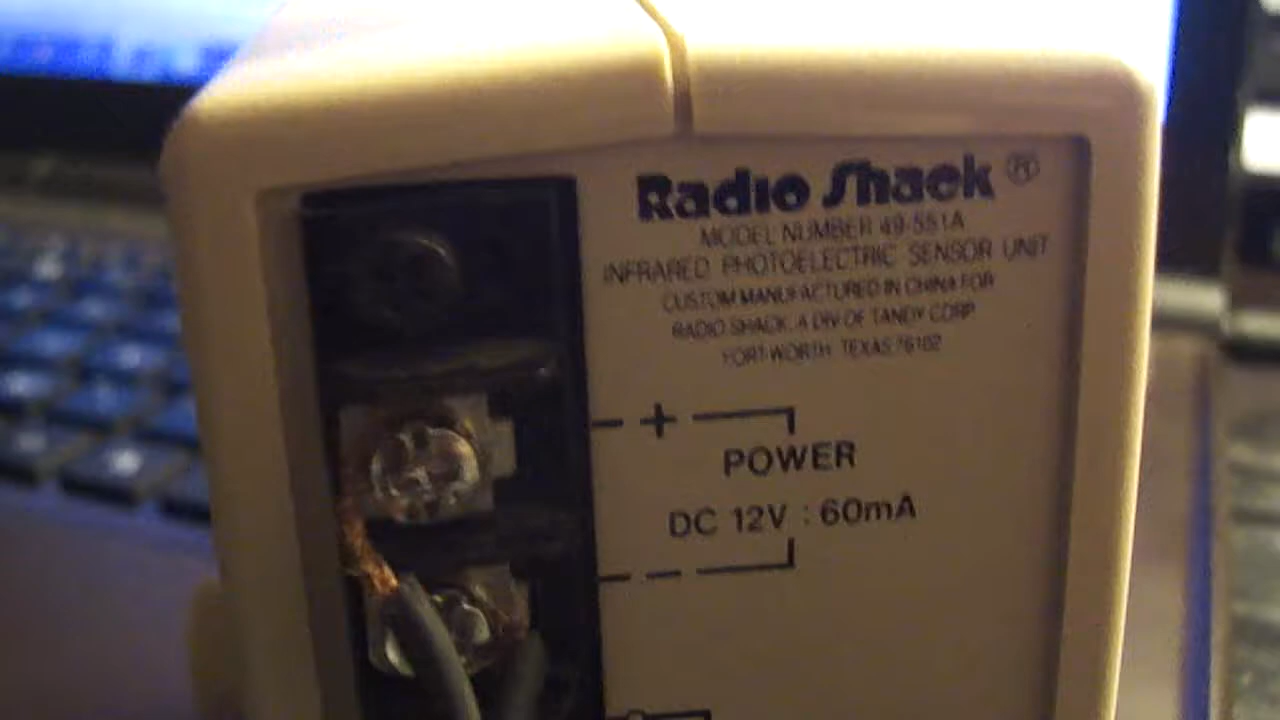 Radio Shack ®
MODEL NUMBER 49-551A
INFRARED PHOTOELECTRIC SENSOR UNIT
CUSTOM MANUFACTURED IN CHINA FOR
RADIO SHACK, A DIV OF TANDY CORP.
FORT WORTH, TEXAS 76102
+
POWER
DC 12V : 60mA
-